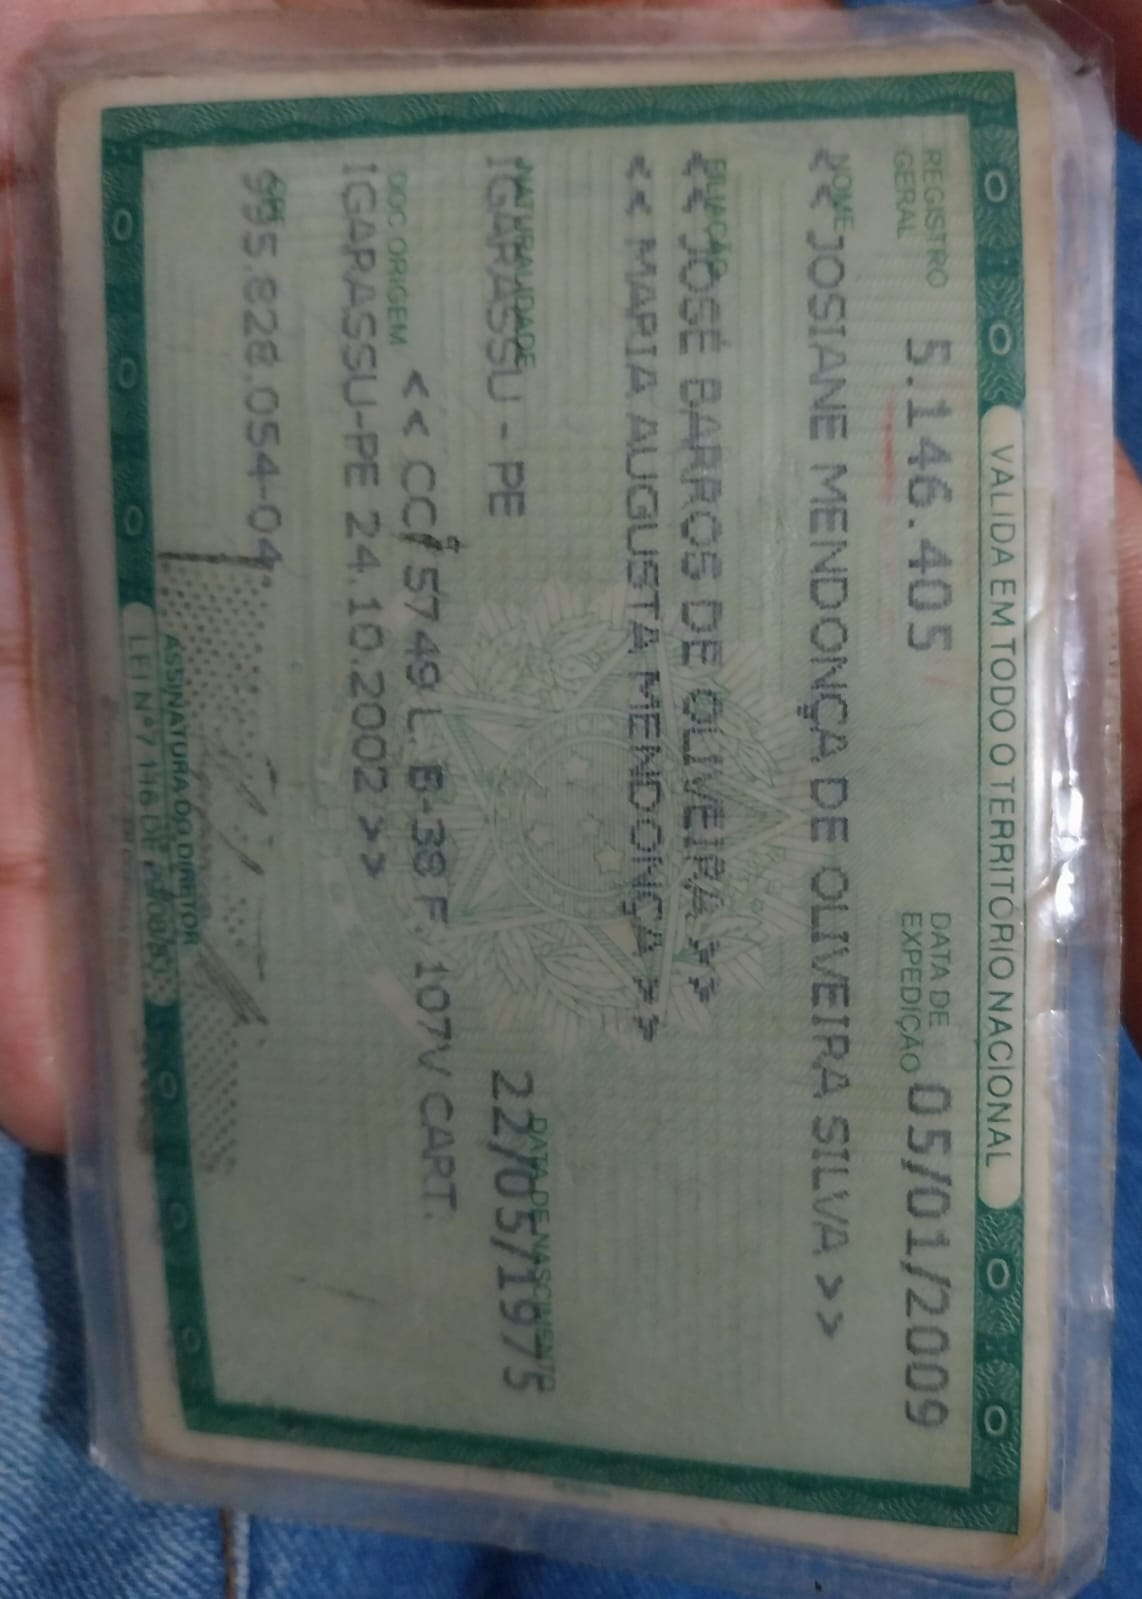 VÁLIDA EM TODO O TERRITÓRIO NACIONAL
REGISTRO GERAL 5.146.405 DATA DE EXPEDIÇÃO 05/01/2009
NOME
<< JOSIANE MENDONÇA DE OLIVEIRA SILVA >>
FILIAÇÃO
<< JOSÉ BARROS DE OLIVEIRA >>
<< MARIA AUGUSTA MENDONÇA >>
NATURALIDADE DATA DE NASCIMENTO
IGARASSU - PE 22/05/1975
DOC ORIGEM << CC 5749 L. B-38 F. 107V CART.
IGARASSU-PE 24.10.2002 >>
CPF
995.828.054-04
ASSINATURA DO DIRETOR
LEI Nº 7.116 DE 29/08/83